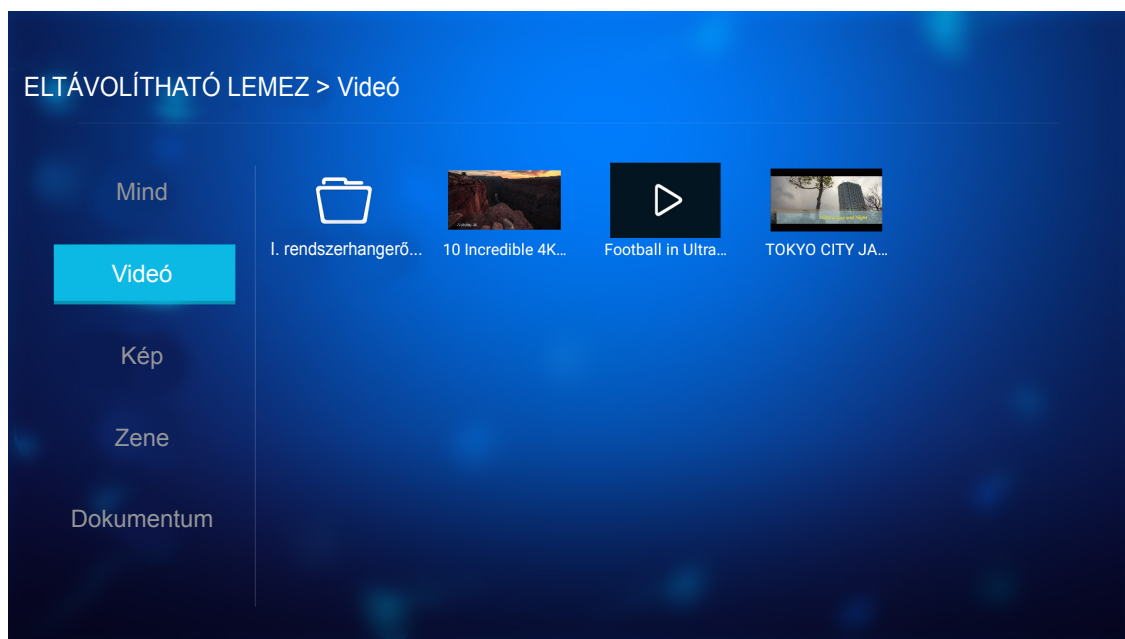 ELTÁVOLÍTHATÓ LEMEZ > Videó
Mind
Videó
Kép
Zene
Dokumentum
I. rendszerhangerő...
10 Incredible 4K...
Football in Ultra...
TOKYO CITY JA...